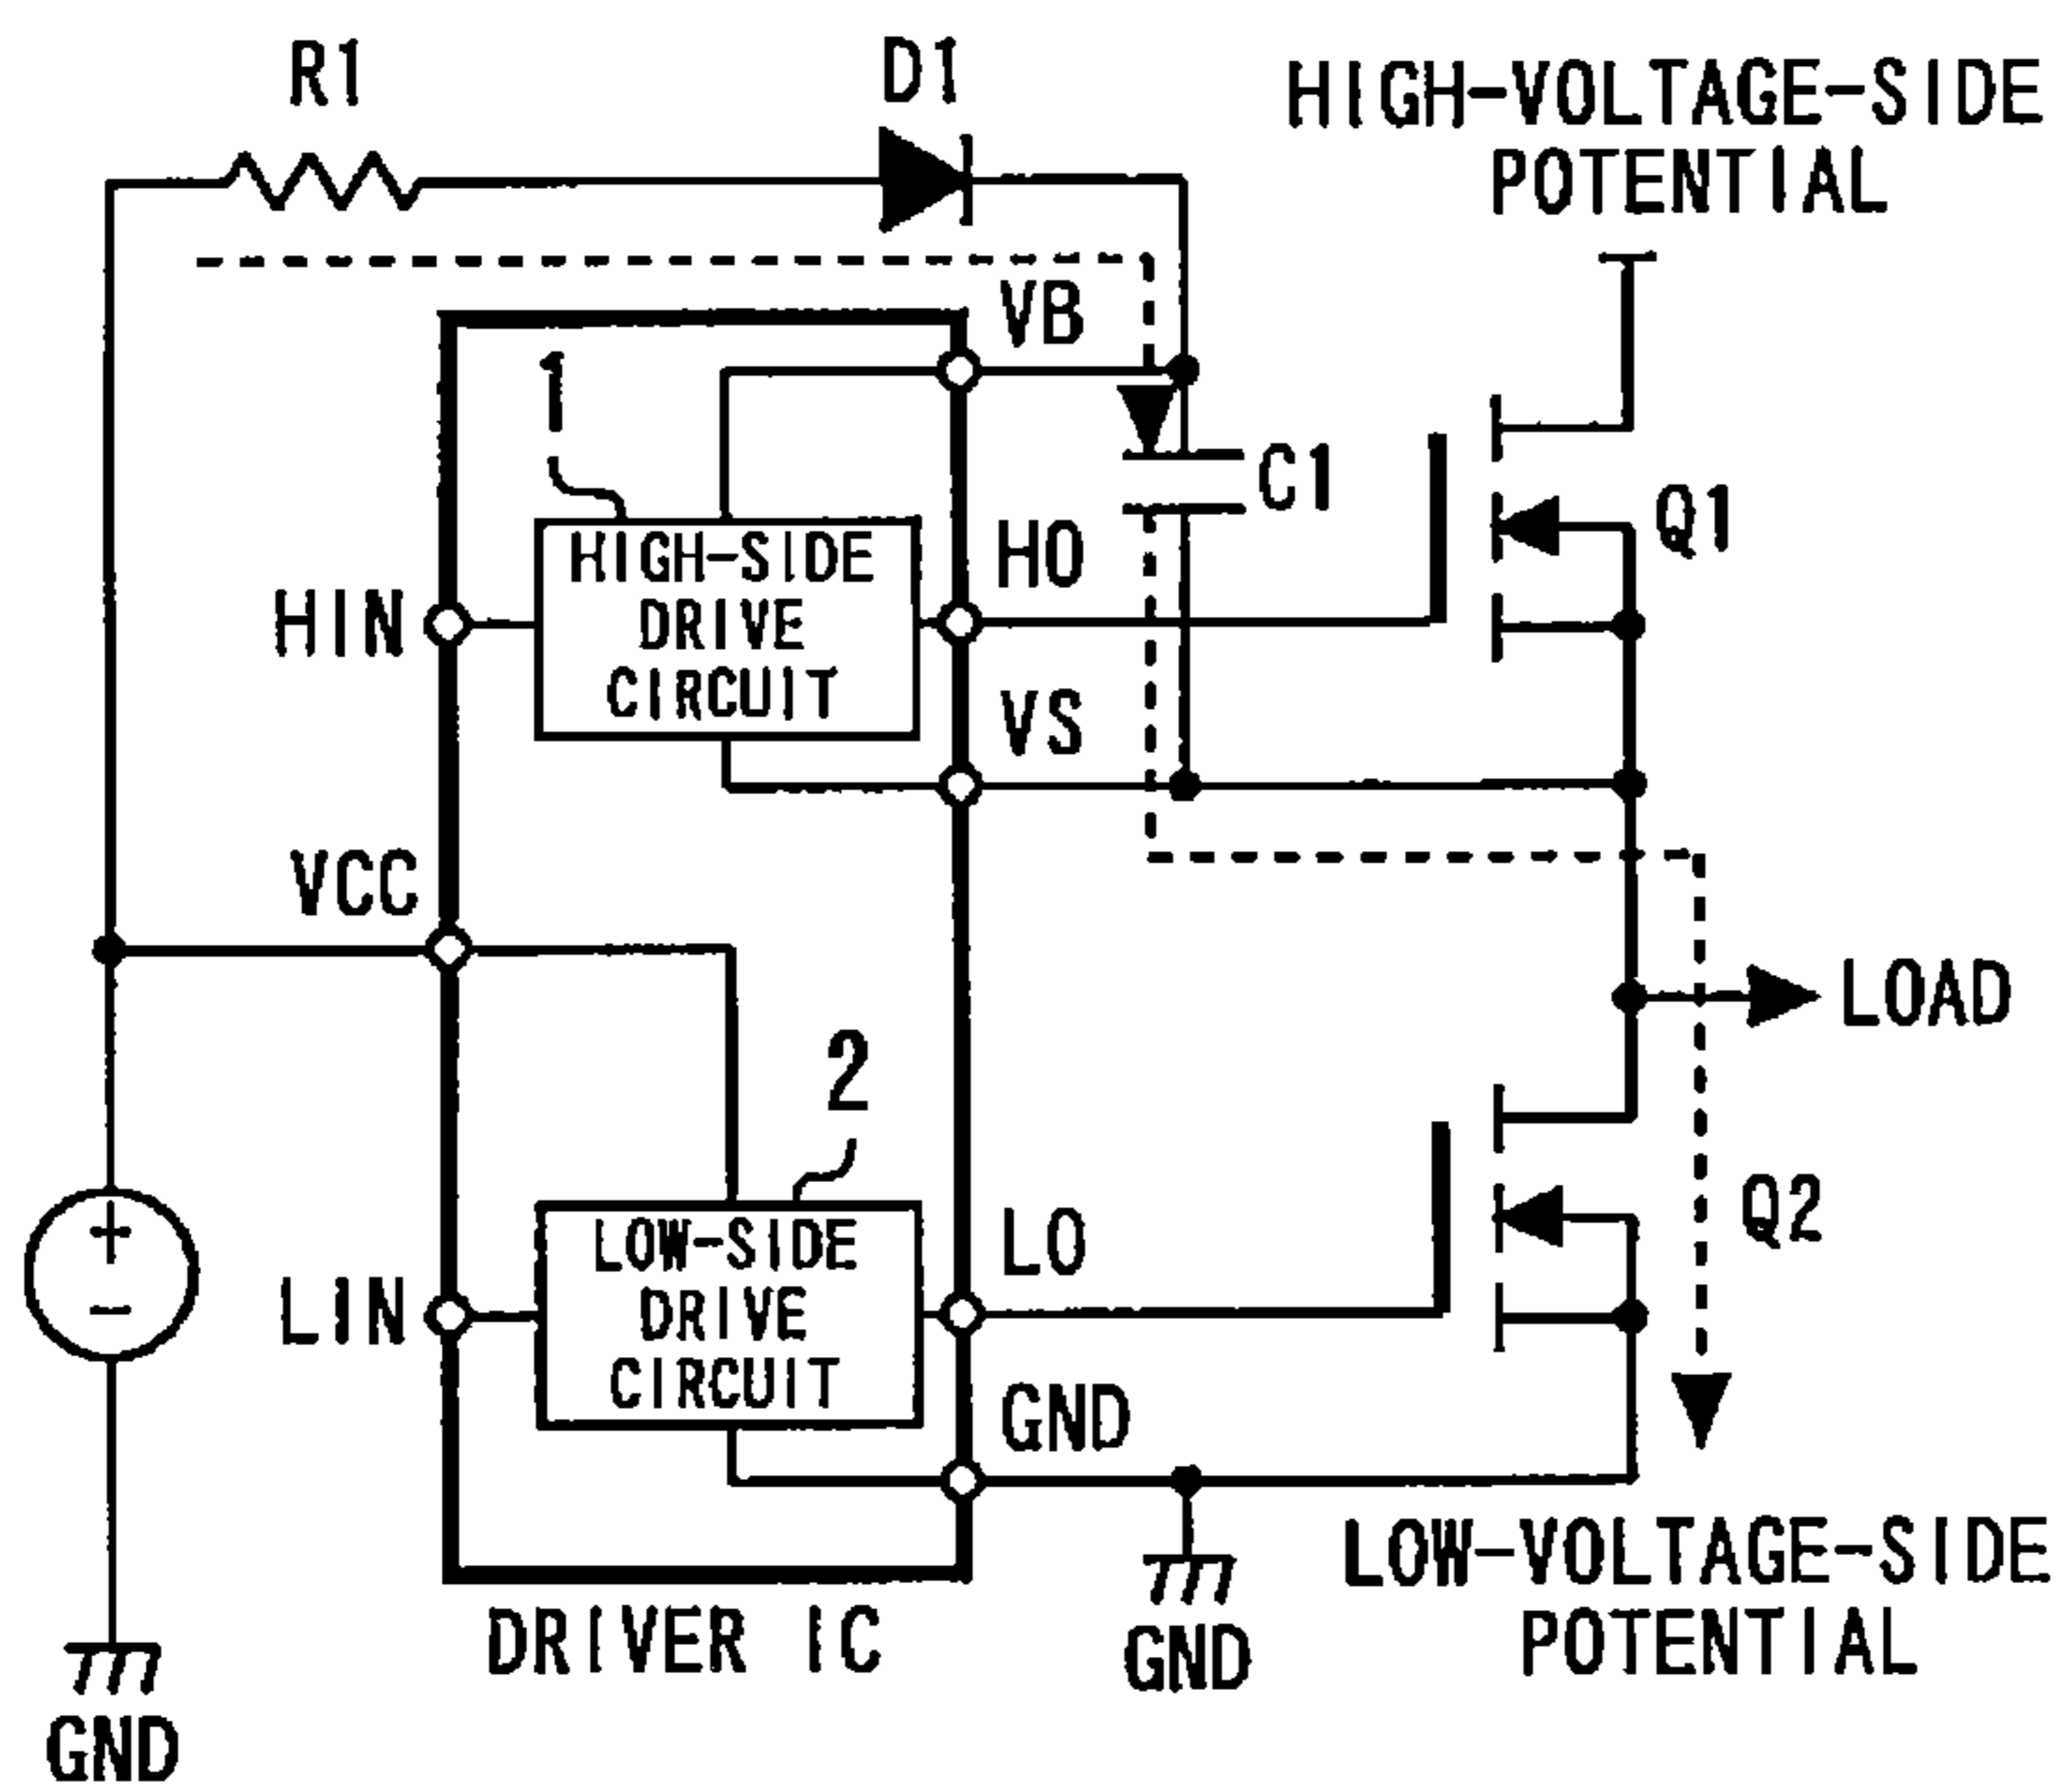 R1
D1
HIGH-VOLTAGE-SIDE
POTENTIAL
VB
1
C1
Q1
HIGH-SIDE
DRIVE
CIRCUIT
HO
HIN
VS
VCC
LOAD
2
Q2
LOW-SIDE
DRIVE
CIRCUIT
LO
LIN
+
−
GND
LOW-VOLTAGE-SIDE
POTENTIAL
DRIVER IC
GND
GND